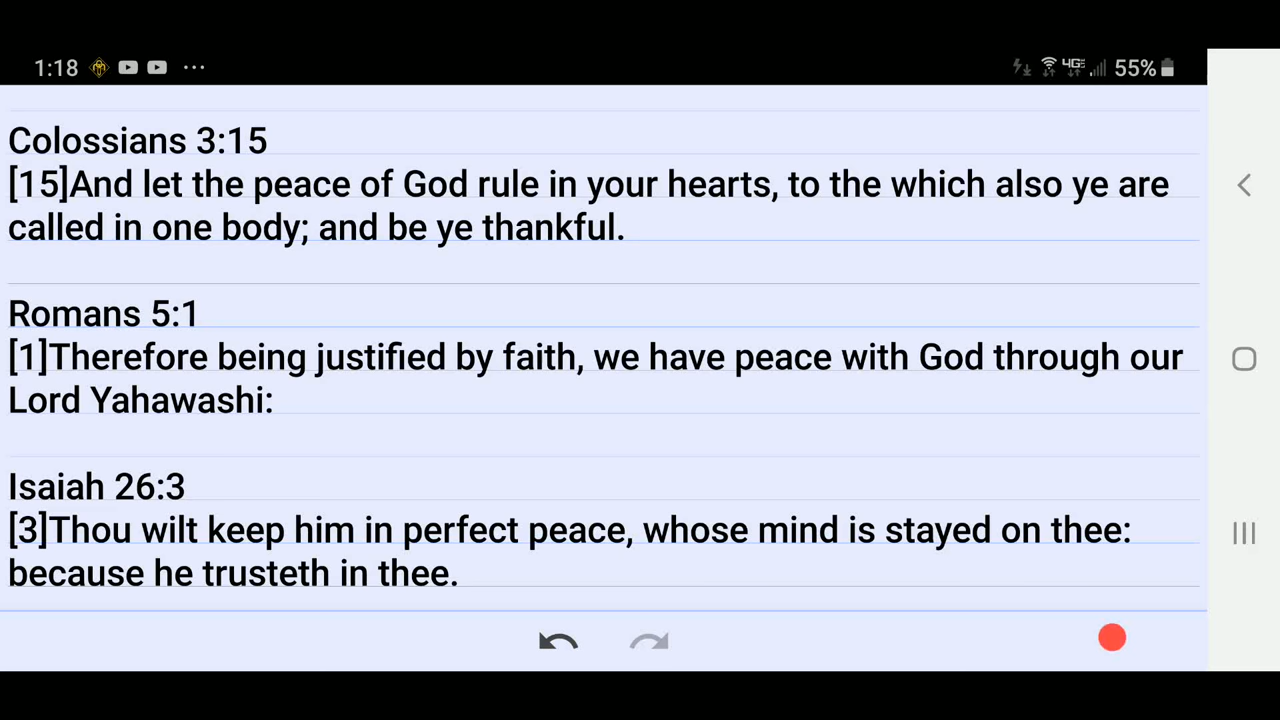 1:18 ... 4GE 55%
Colossians 3:15
[15]And let the peace of God rule in your hearts, to the which also ye are
called in one body; and be ye thankful.
Romans 5:1
[1]Therefore being justified by faith, we have peace with God through our
Lord Yahawashi:
Isaiah 26:3
[3]Thou wilt keep him in perfect peace, whose mind is stayed on thee:
because he trusteth in thee.